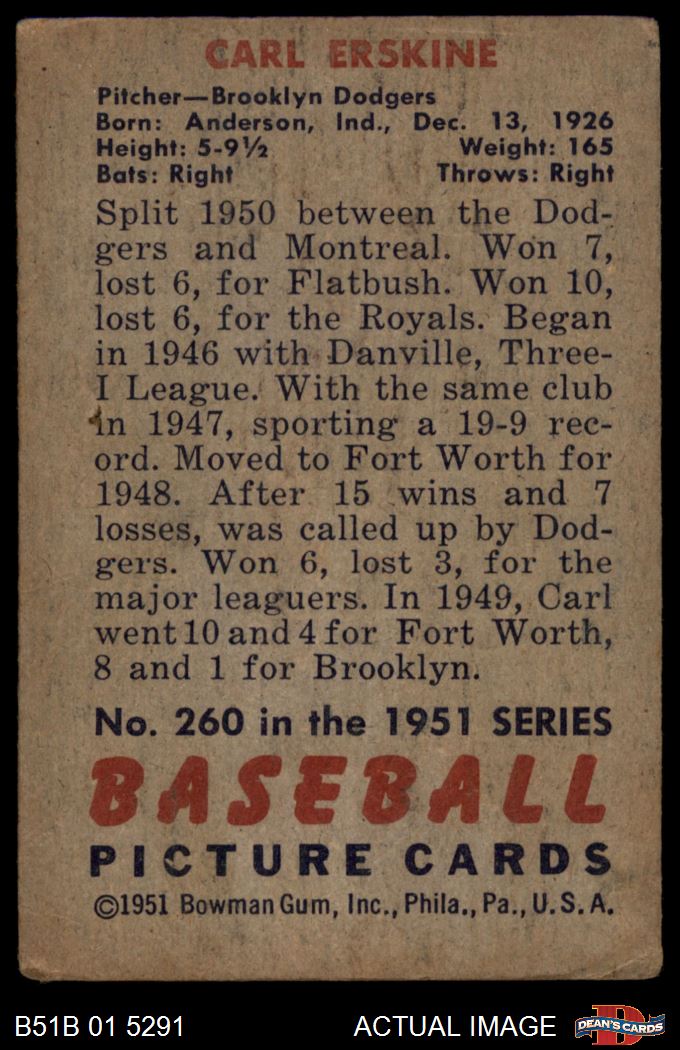 CARL ERSKINE
Pitcher—Brooklyn Dodgers
Born: Anderson, Ind., Dec. 13, 1926
Height: 5-9½ Weight: 165
Bats: Right Throws: Right
Split 1950 between the Dod-
gers and Montreal. Won 7,
lost 6, for Flatbush. Won 10,
lost 6, for the Royals. Began
in 1946 with Danville, Three-
I League. With the same club
in 1947, sporting a 19-9 rec-
ord. Moved to Fort Worth for
1948. After 15 wins and 7
losses, was called up by Dod-
gers. Won 6, lost 3, for the
major leaguers. In 1949, Carl
went 10 and 4 for Fort Worth,
8 and 1 for Brooklyn.
No. 260 in the 1951 SERIES
BASEBALL
PICTURE CARDS
©1951 Bowman Gum, Inc., Phila., Pa., U.S.A.
B51B 01 5291 ACTUAL IMAGE DEAN'S CARDS